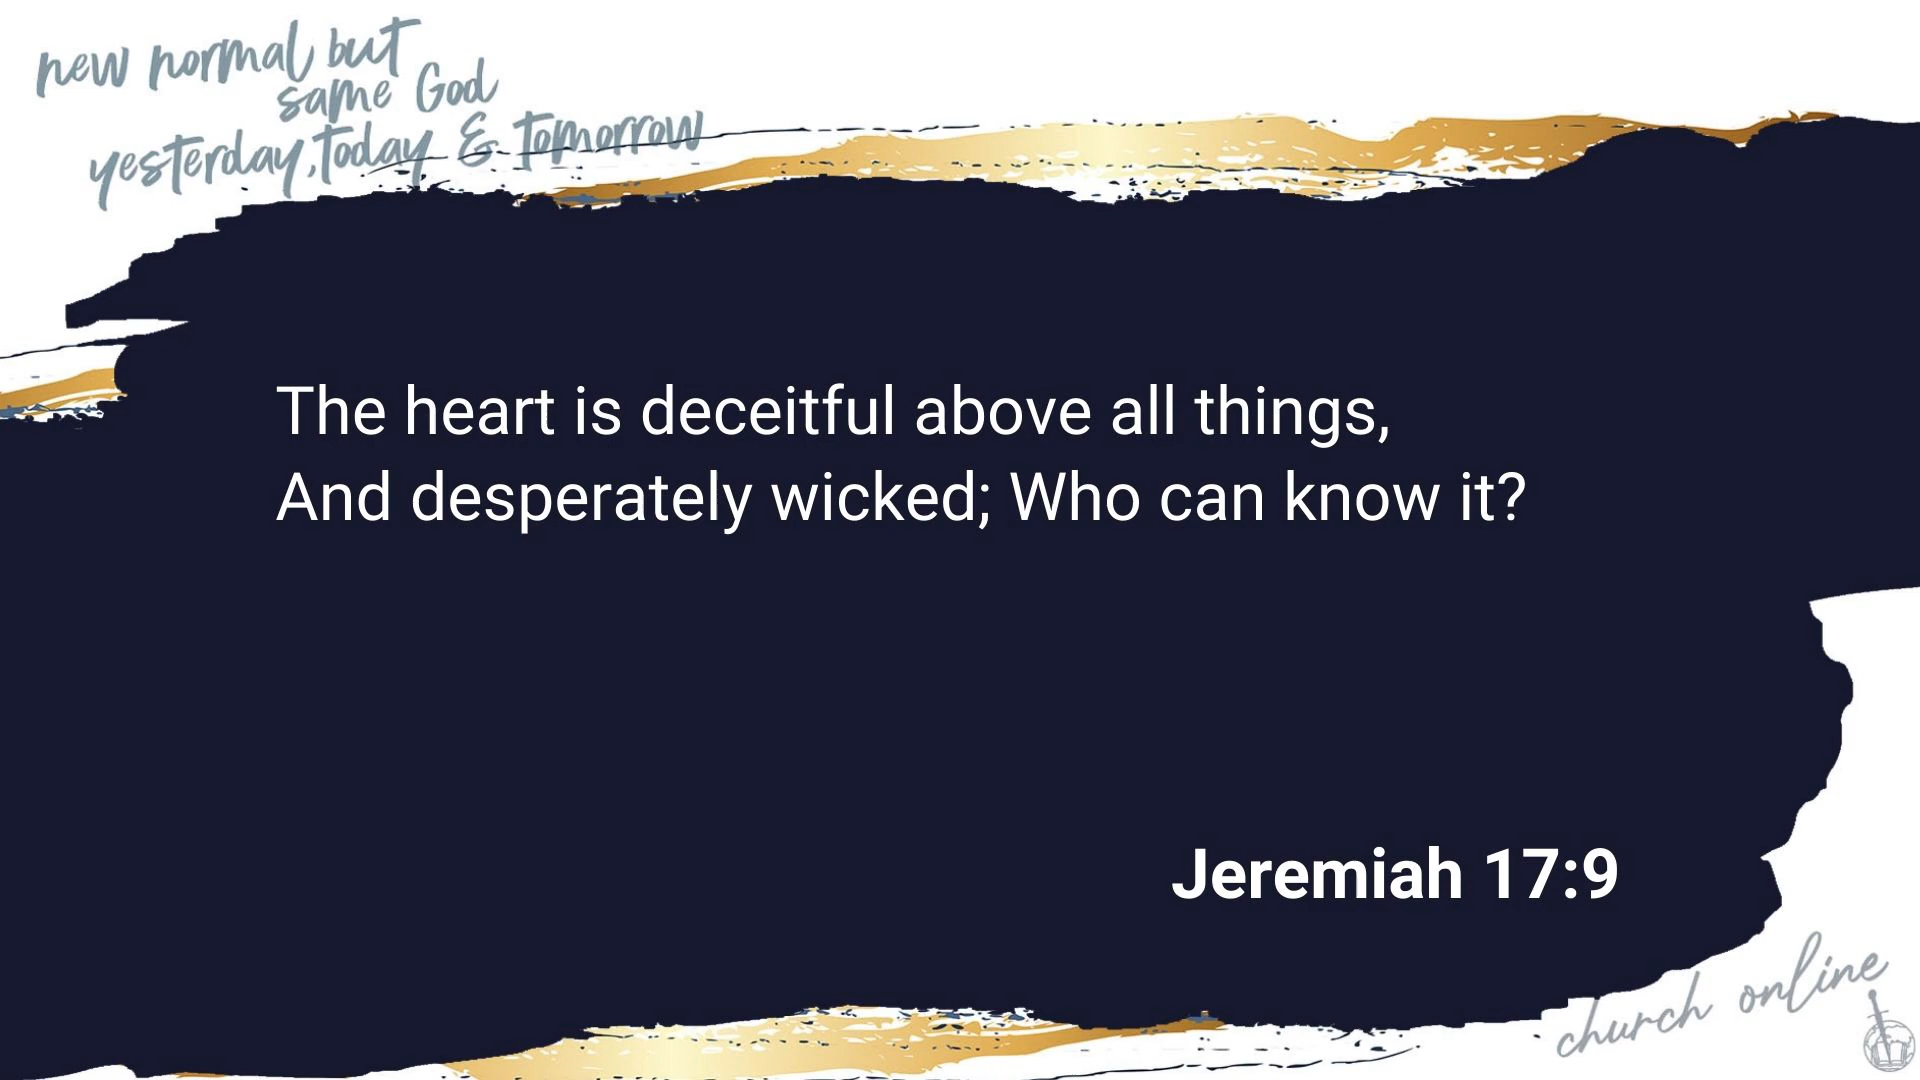 new normal but
same God
yesterday, today & tomorrow
The heart is deceitful above all things,
And desperately wicked; Who can know it?
Jeremiah 17:9
church online